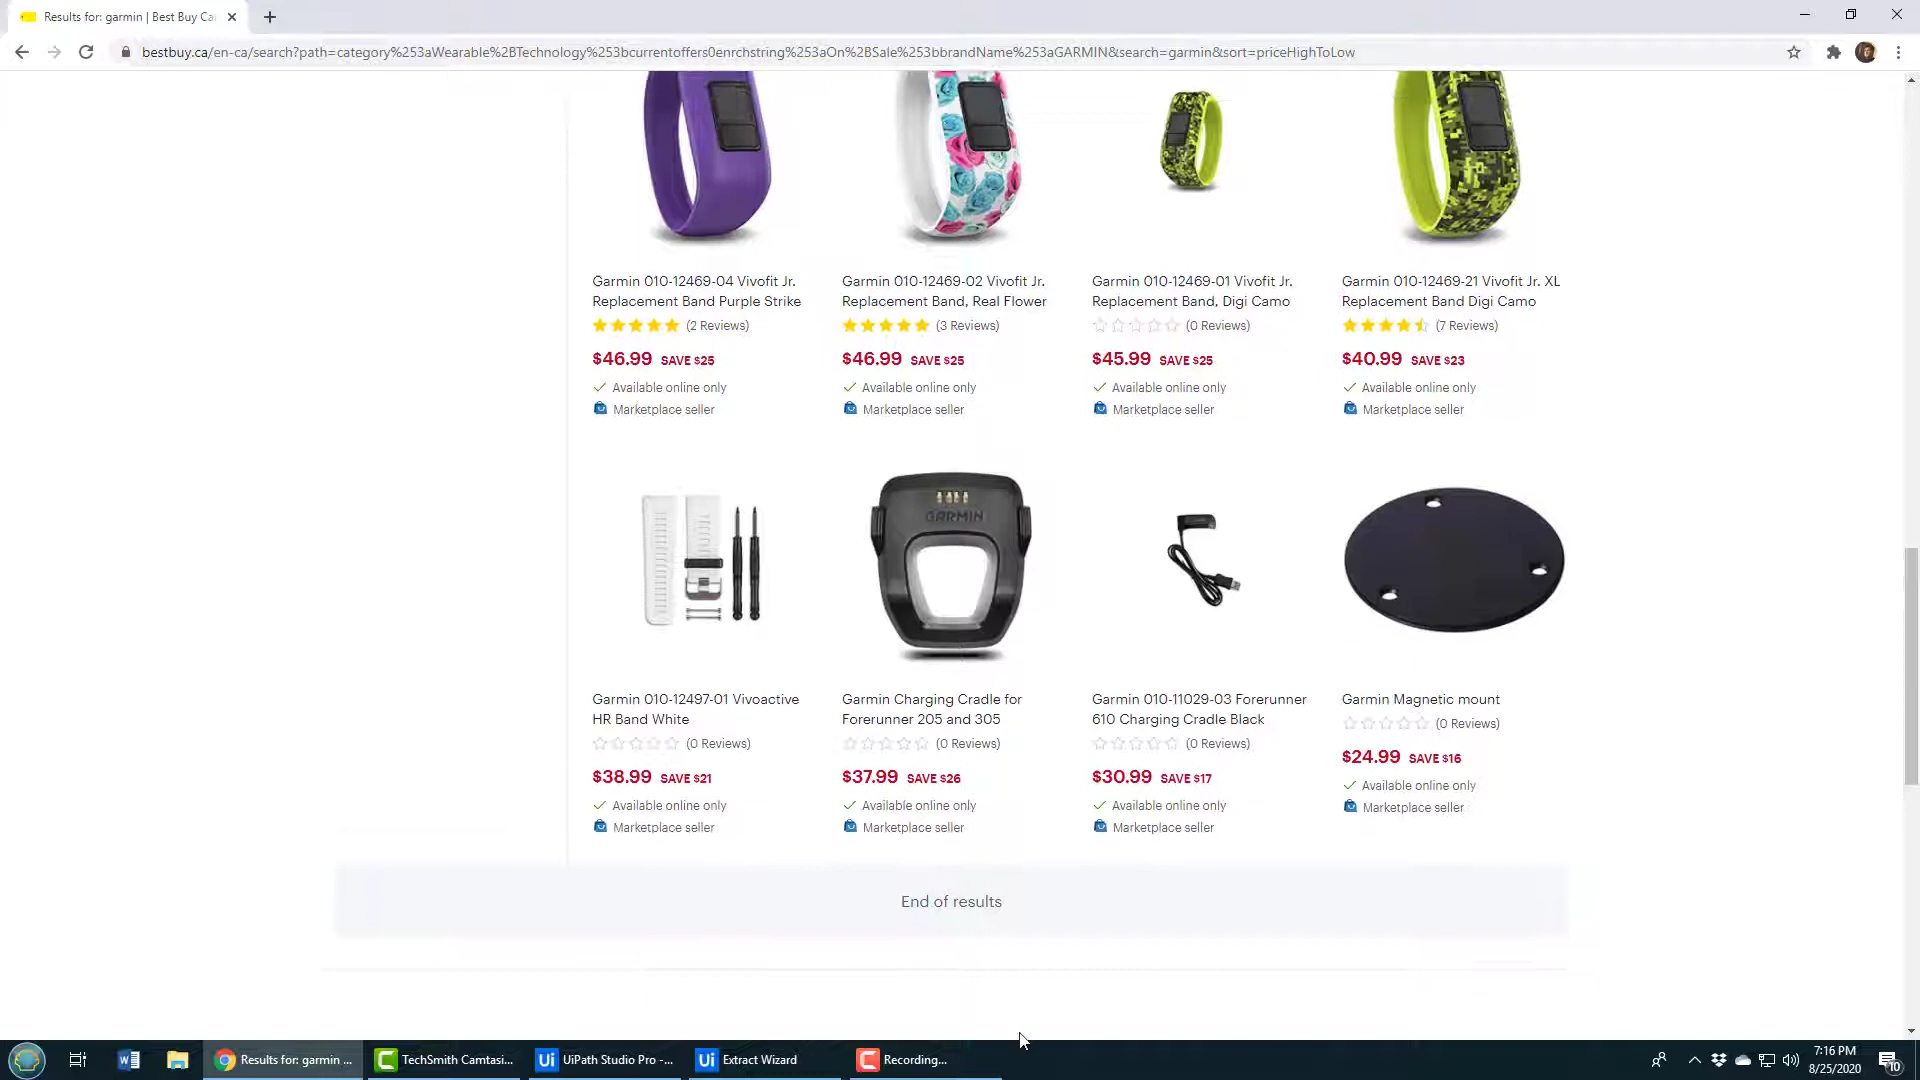 Results for: garmin | Best Buy Ca
bestbuy.ca/en-ca/search?path=category%253aWearable%2BTechnology%253bcurrentoffers0enrchstring%253aOn%2BSale%253bbrandName%253aGARMIN&search=garmin&sort=priceHighToLow
Garmin 010-12469-04 Vivofit Jr.
Replacement Band Purple Strike
(2 Reviews)
$46.99 SAVE $25
Available online only
Marketplace seller
Garmin 010-12469-02 Vivofit Jr.
Replacement Band, Real Flower
(3 Reviews)
$46.99 SAVE $25
Available online only
Marketplace seller
Garmin 010-12469-01 Vivofit Jr,
Replacement Band, Digi Camo
(0 Reviews)
$45.99 SAVE $25
Available online only
Marketplace seller
Garmin 010-12469-21 Vivofit Jr. XL
Replacement Band Digi Camo
(7 Reviews)
$40.99 SAVE $23
Available online only
Marketplace seller
GARMIN
Garmin 010-12497-01 Vivoactive
HR Band White
(0 Reviews)
$38.99 SAVE $21
Available online only
Marketplace seller
Garmin Charging Cradle for
Forerunner 205 and 305
(0 Reviews)
$37.99 SAVE $26
Available online only
Marketplace seller
Garmin 010-11029-03 Forerunner
610 Charging Cradle Black
(0 Reviews)
$30.99 SAVE $17
Available online only
Marketplace seller
Garmin Magnetic mount
(0 Reviews)
$24.99 SAVE $16
Available online only
Marketplace seller
End of results
Results for: garmin ...
TechSmith Camtasi...
Ui UiPath Studio Pro -...
Ui Extract Wizard
Recording...
7:16 PM
8/25/2020
10